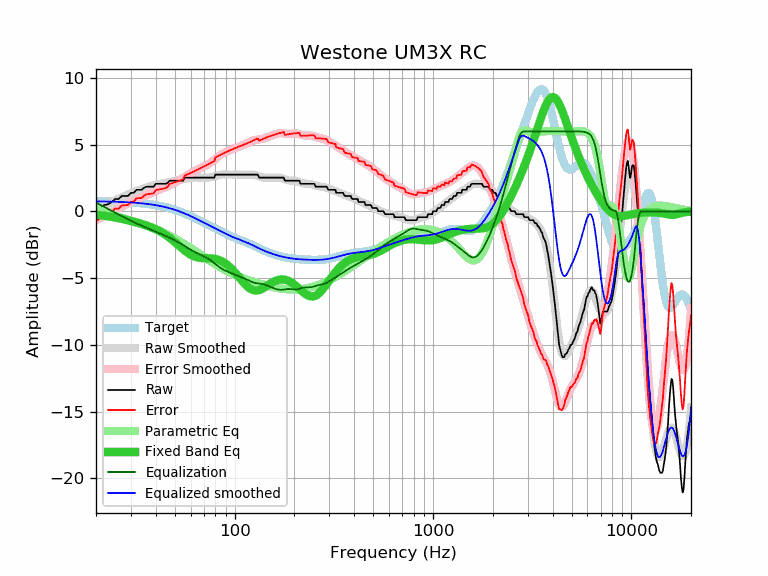 Westone UM3X RC
10
5
0
−5
−10
−15
−20
Amplitude (dBr)
Target
Raw Smoothed
Error Smoothed
Raw
Error
Parametric Eq
Fixed Band Eq
Equalization
Equalized smoothed
100
1000
10000
Frequency (Hz)